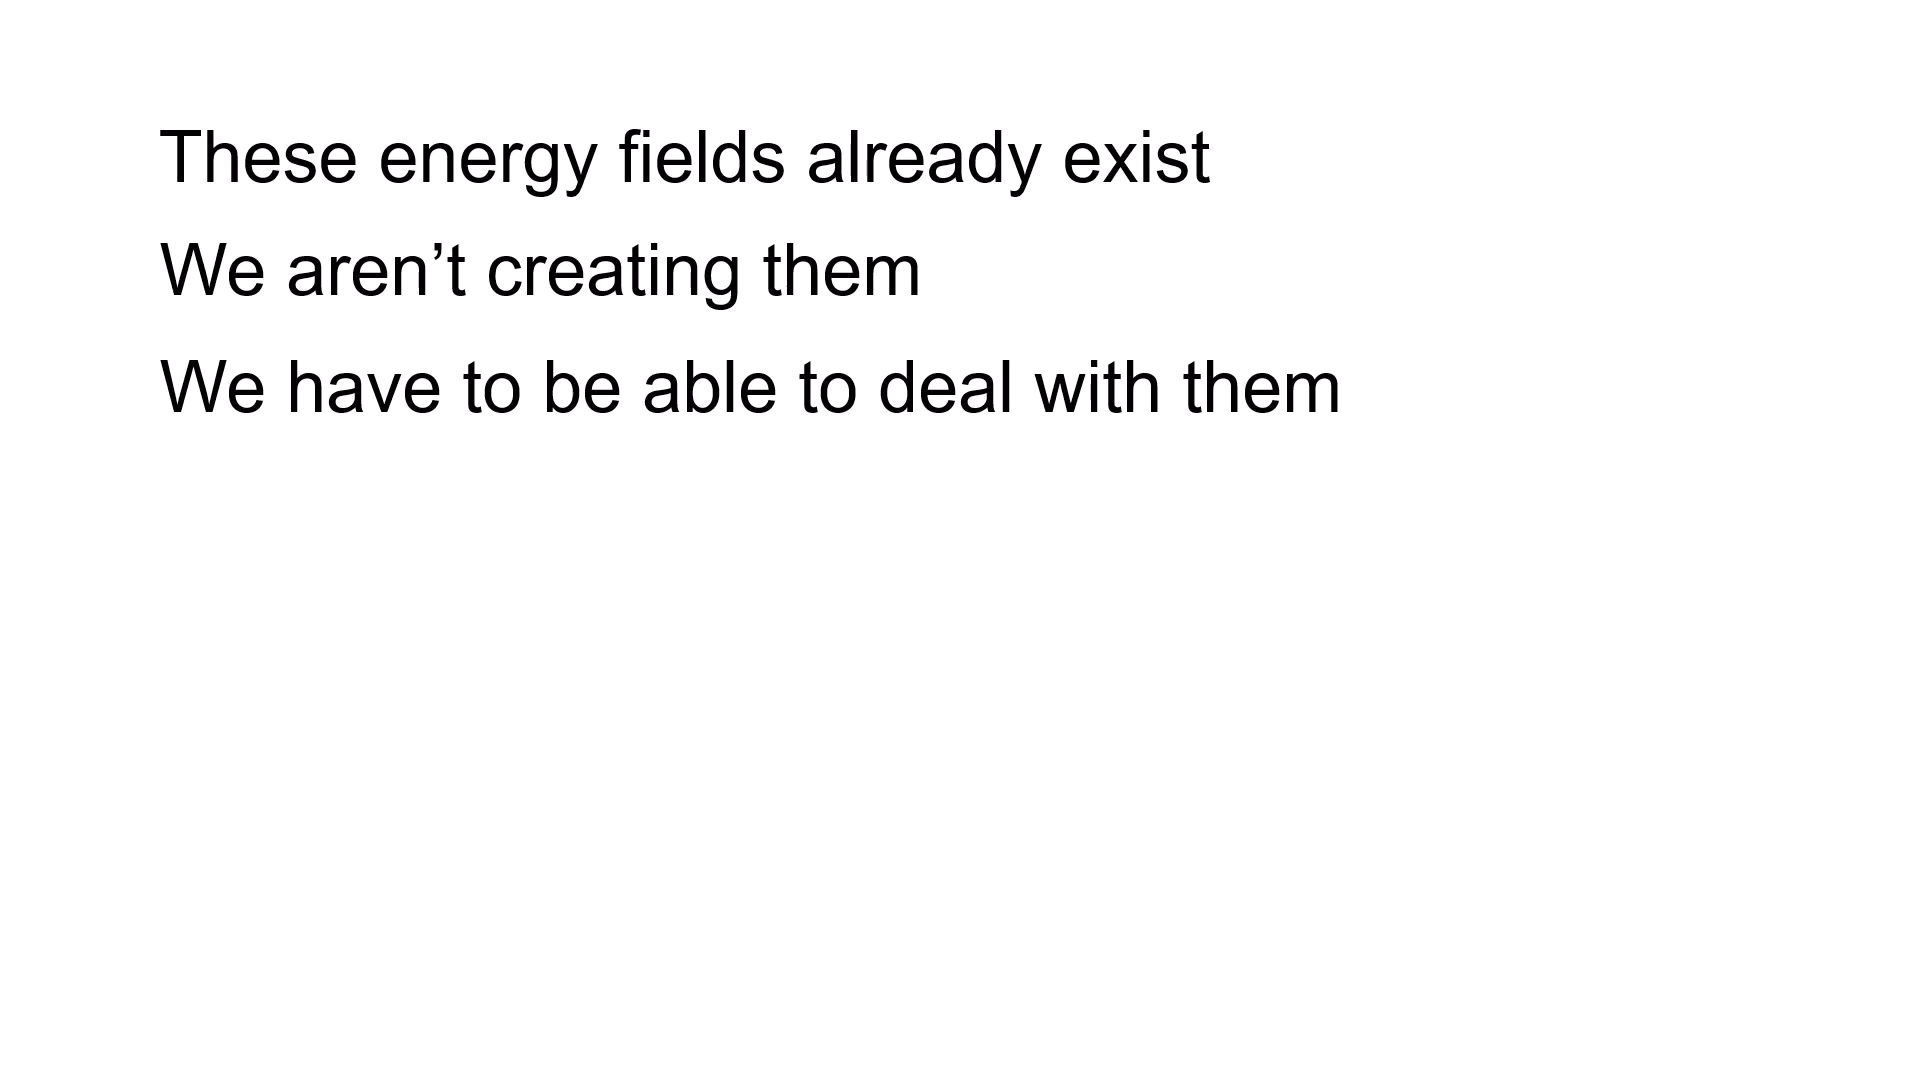 These energy fields already exist
We aren’t creating them
We have to be able to deal with them